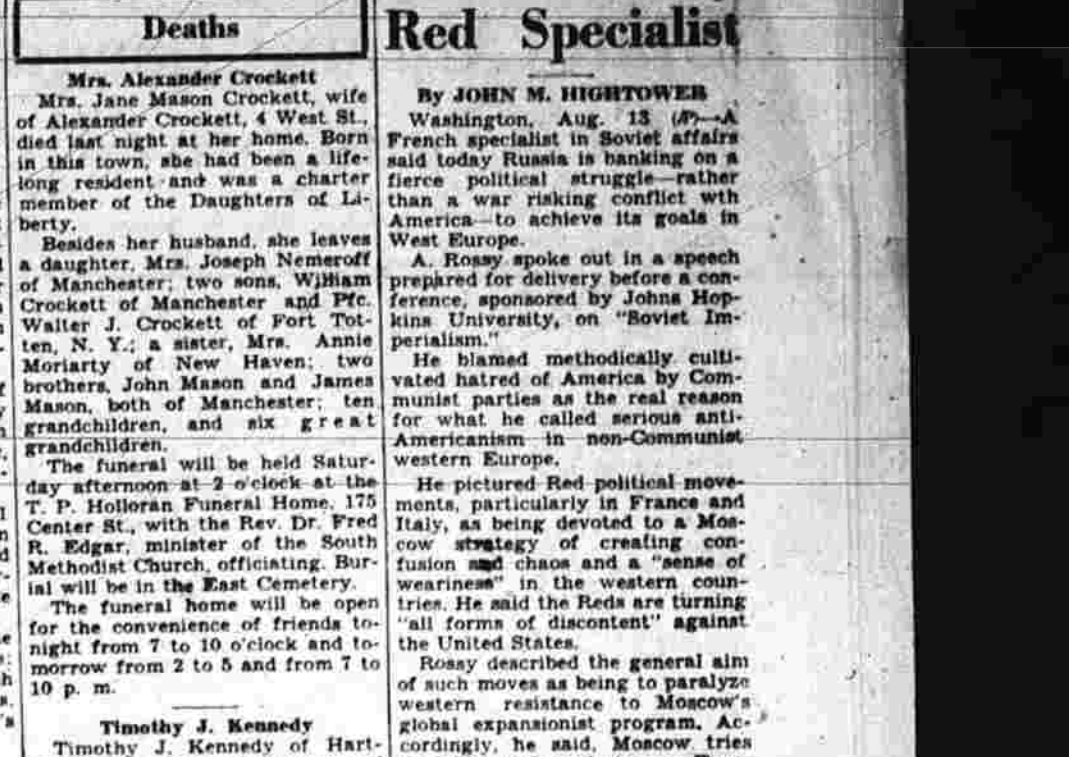 Deaths
Mrs. Alexander Crockett
Mrs. Jane Mason Crockett, wife
of Alexander Crockett, 4 West St.,
died last night at her home. Born
in this town, she had been a life-
long resident and was a charter
member of the Daughters of Li-
berty.
Besides her husband, she leaves
a daughter, Mrs. Joseph Nemeroff
of Manchester; two sons, William
Crockett of Manchester and Pfc.
Walter J. Crockett of Fort Tot-
ten, N. Y.; a sister, Mrs. Annie
Moriarty of New Haven; two
brothers, John Mason and James
Mason, both of Manchester; ten
grandchildren, and six great
grandchildren.
The funeral will be held Satur-
day afternoon at 2 o'clock at the
T. P. Holloran Funeral Home, 175
Center St., with the Rev. Dr. Fred
R. Edgar, minister of the South
Methodist Church, officiating. Bur-
ial will be in the East Cemetery.
The funeral home will be open
for the convenience of friends to-
night from 7 to 10 o'clock and to-
morrow from 2 to 5 and from 7 to
10 p. m.
Timothy J. Kennedy
Timothy J. Kennedy of Hart-
Red Specialist
By JOHN M. HIGHTOWER
Washington, Aug. 13 (AP)—A
French specialist in Soviet affairs
said today Russia is banking on a
fierce political struggle—rather
than a war risking conflict wth
America—to achieve its goals in
West Europe.
A. Rossy spoke out in a speech
prepared for delivery before a con-
ference, sponsored by Johns Hop-
kins University, on "Soviet Im-
perialism."
He blamed methodically culti-
vated hatred of America by Com-
munist parties as the real reason
for what he called serious anti-
Americanism in non-Communist
western Europe.
He pictured Red political move-
ments, particularly in France and
Italy, as being devoted to a Mos-
cow strategy of creating con-
fusion and chaos and a "sense of
weariness" in the western coun-
tries. He said the Reds are turning
"all forms of discontent" against
the United States.
Rossy described the general aim
of such moves as being to paralyze
western resistance to Moscow's
global expansionist program. Ac-
cordingly, he said, Moscow tries